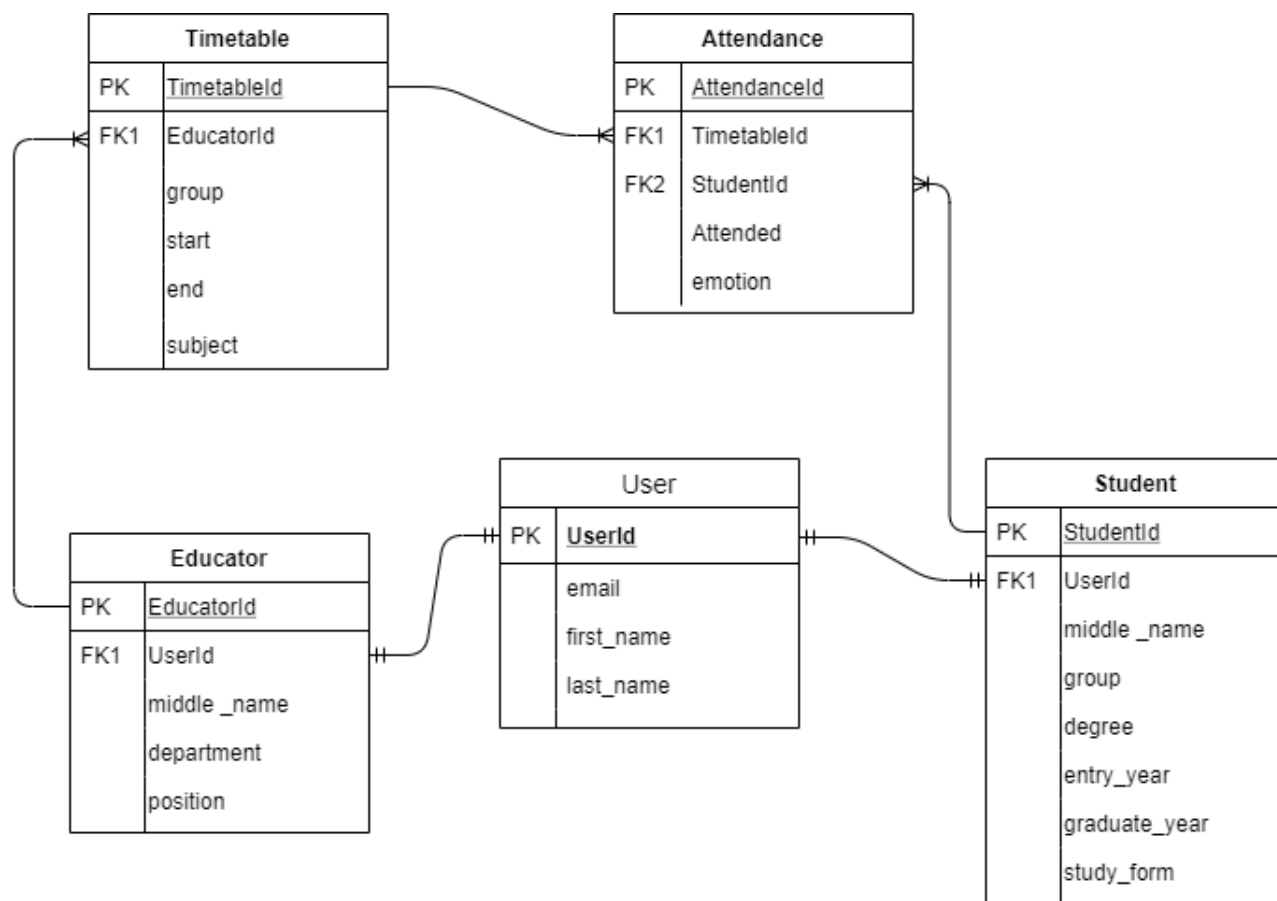 Timetable
PK TimetableId
FK1 EducatorId
group
start
end
subject
Attendance
PK AttendanceId
FK1 TimetableId
FK2 StudentId
Attended
emotion
Educator
PK EducatorId
FK1 UserId
middle _name
department
position
User
PK UserId
email
first_name
last_name
Student
PK StudentId
FK1 UserId
middle _name
group
degree
entry_year
graduate_year
study_form